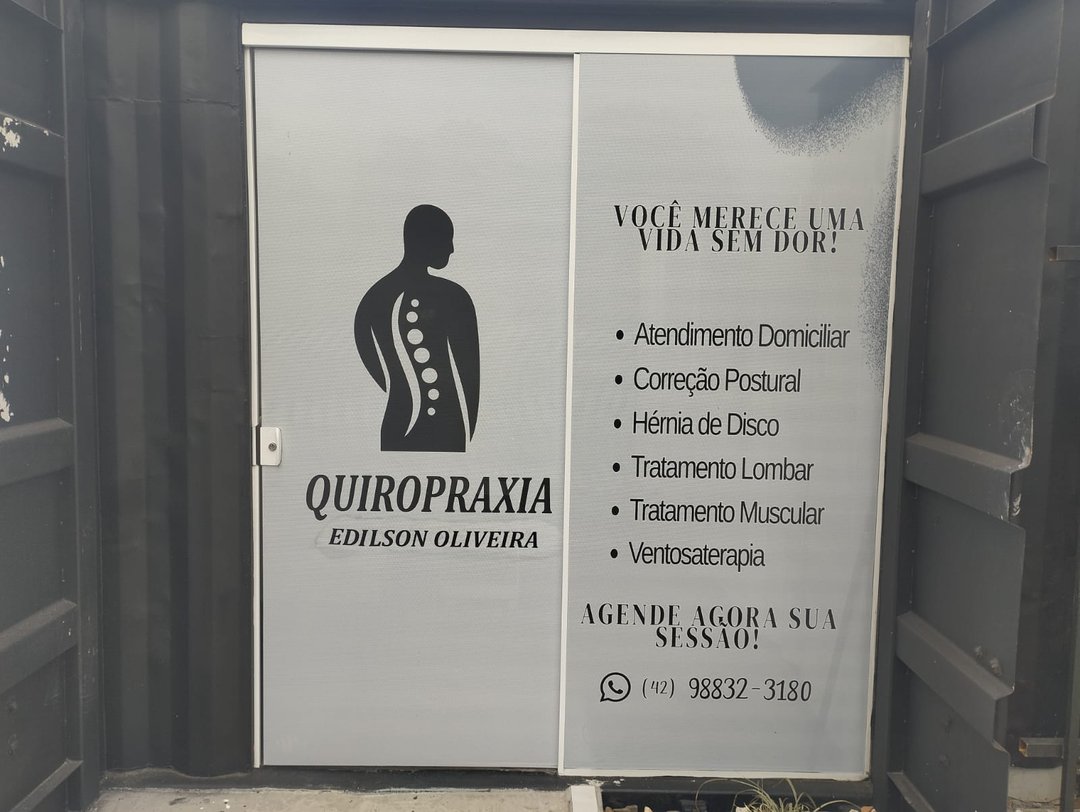 QUIROPRAXIA
EDILSON OLIVEIRA
VOCÊ MERECE UMA
VIDA SEM DOR!
• Atendimento Domiciliar
• Correção Postural
• Hérnia de Disco
• Tratamento Lombar
• Tratamento Muscular
• Ventosaterapia
AGENDE AGORA SUA
SESSÃO!
(42) 98832-3180